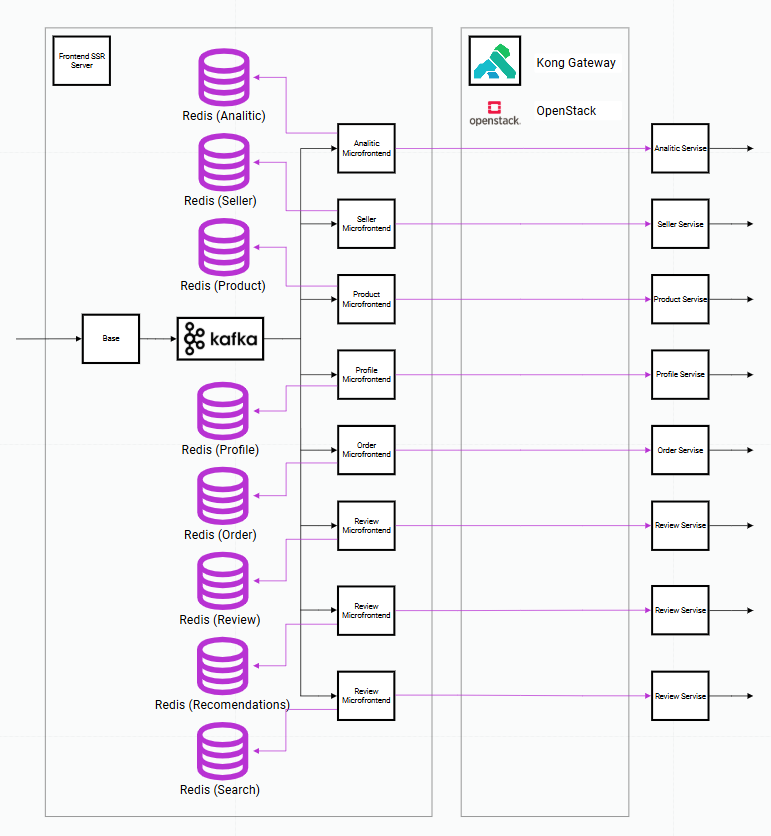 Frontend SSR
Server
Redis (Analitic)
Redis (Seller)
Redis (Product)
Base
kafka
Redis (Profile)
Redis (Order)
Redis (Review)
Redis (Recomendations)
Redis (Search)
Analitic
Microfrontend
Seller
Microfrontend
Product
Microfrontend
Profile
Microfrontend
Order
Microfrontend
Review
Microfrontend
Review
Microfrontend
Review
Microfrontend
Kong Gateway
openstack.
OpenStack
Analitic Servise
Seller Servise
Product Servise
Profile Servise
Order Servise
Review Servise
Review Servise
Review Servise